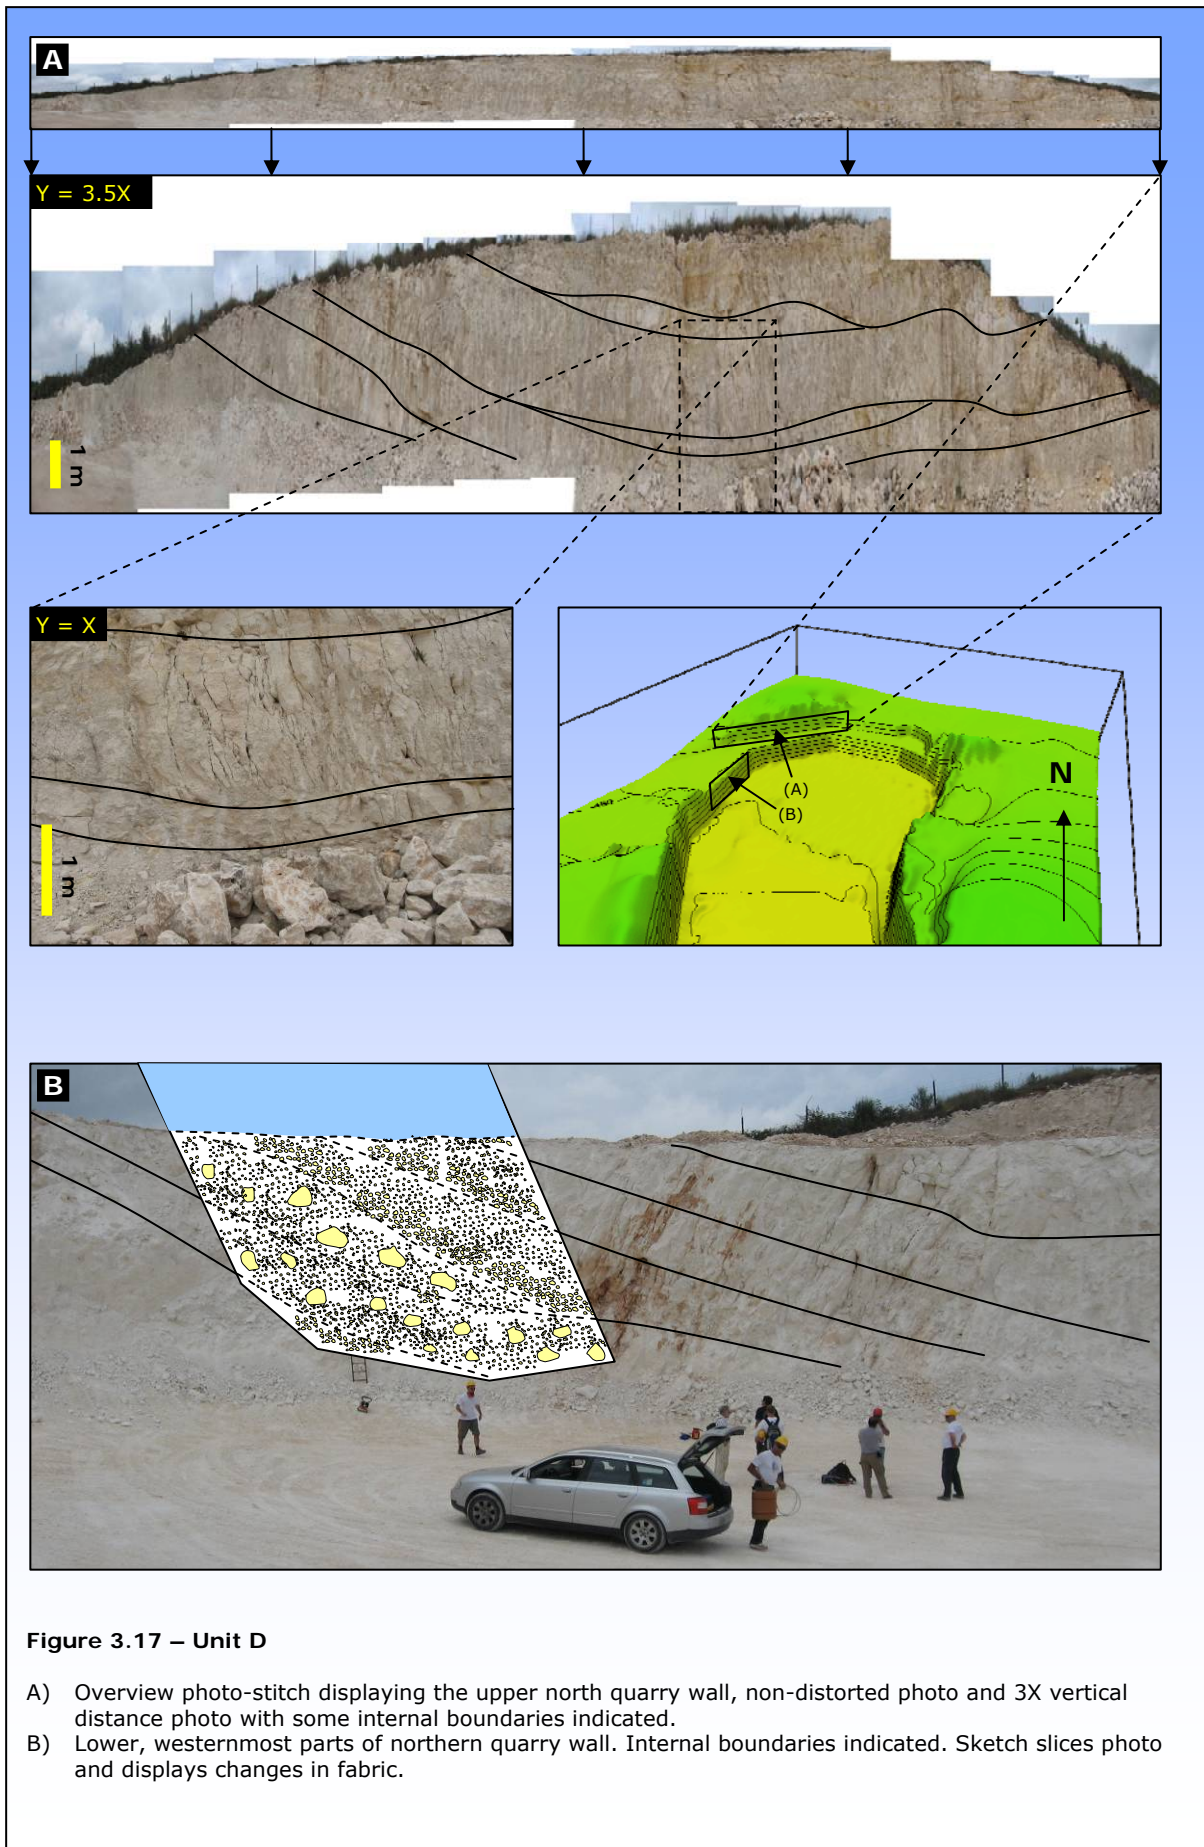 A
Y = 3.5X
1 m
Y = X
1 m
N
(A)
(B)
B
Figure 3.17 – Unit D
A) Overview photo-stitch displaying the upper north quarry wall, non-distorted photo and 3X vertical
distance photo with some internal boundaries indicated.
B) Lower, westernmost parts of northern quarry wall. Internal boundaries indicated. Sketch slices photo
and displays changes in fabric.